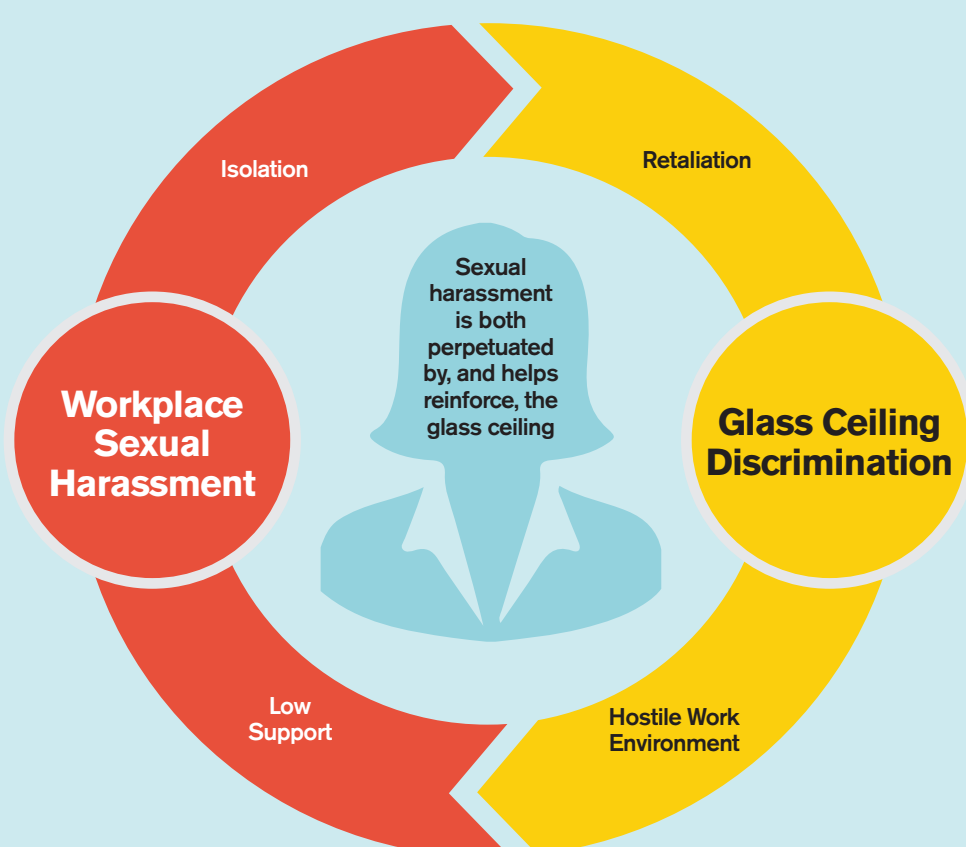 Isolation
Retaliation
Sexual
harassment
is both
perpetuated
by, and helps
reinforce, the
glass ceiling
Workplace
Sexual
Harassment
Glass Ceiling
Discrimination
Low
Support
Hostile Work
Environment